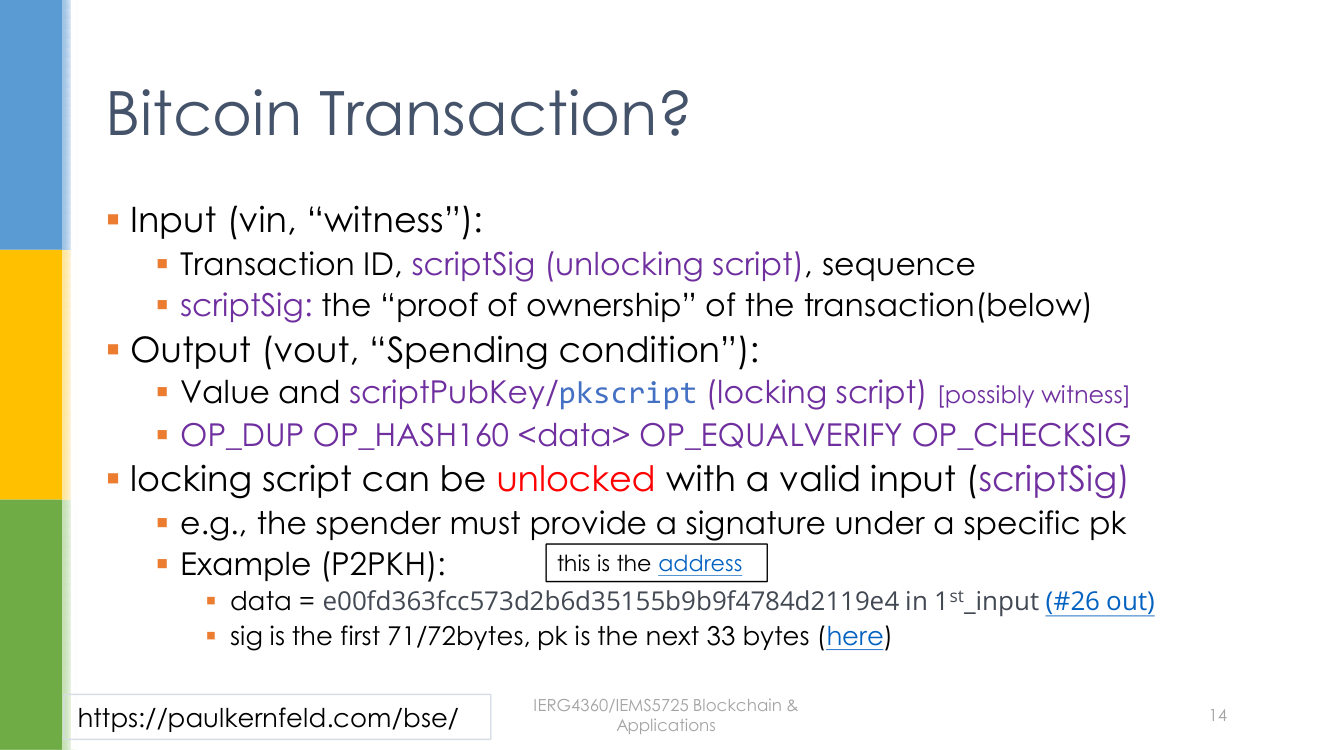 Bitcoin Transaction?
Input (vin, “witness”):
Transaction ID, scriptSig (unlocking script), sequence
scriptSig: the “proof of ownership” of the transaction(below)
Output (vout, “Spending condition”):
Value and scriptPubKey/pkscript (locking script) [possibly witness]
OP_DUP OP_HASH160 <data> OP_EQUALVERIFY OP_CHECKSIG
locking script can be unlocked with a valid input (scriptSig)
e.g., the spender must provide a signature under a specific pk
Example (P2PKH):
this is the address
data = e00fd363fcc573d2b6d35155b9b9f4784d2119e4 in 1st_input (#26 out)
sig is the first 71/72bytes, pk is the next 33 bytes (here)
https://paulkernfeld.com/bse/
IERG4360/IEMS5725 Blockchain &
Applications
14